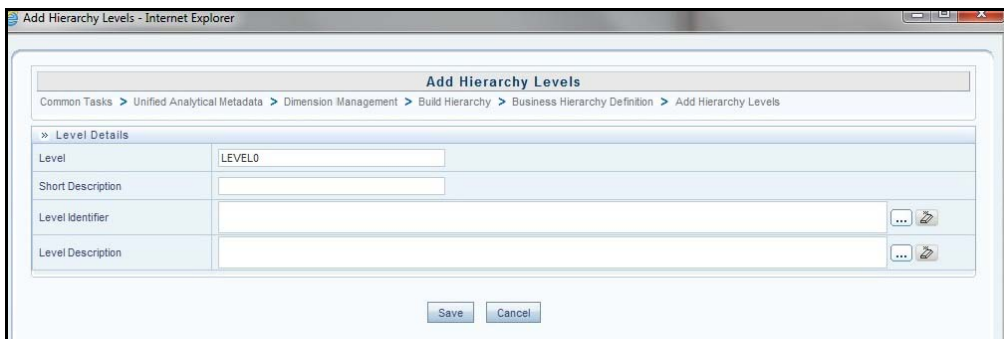 Add Hierarchy Levels - Internet Explorer
Add Hierarchy Levels
Common Tasks > Unified Analytical Metadata > Dimension Management > Build Hierarchy > Business Hierarchy Definition > Add Hierarchy Levels
» Level Details
Level LEVEL0
Short Description
Level Identifier ...
Level Description ...
Save Cancel